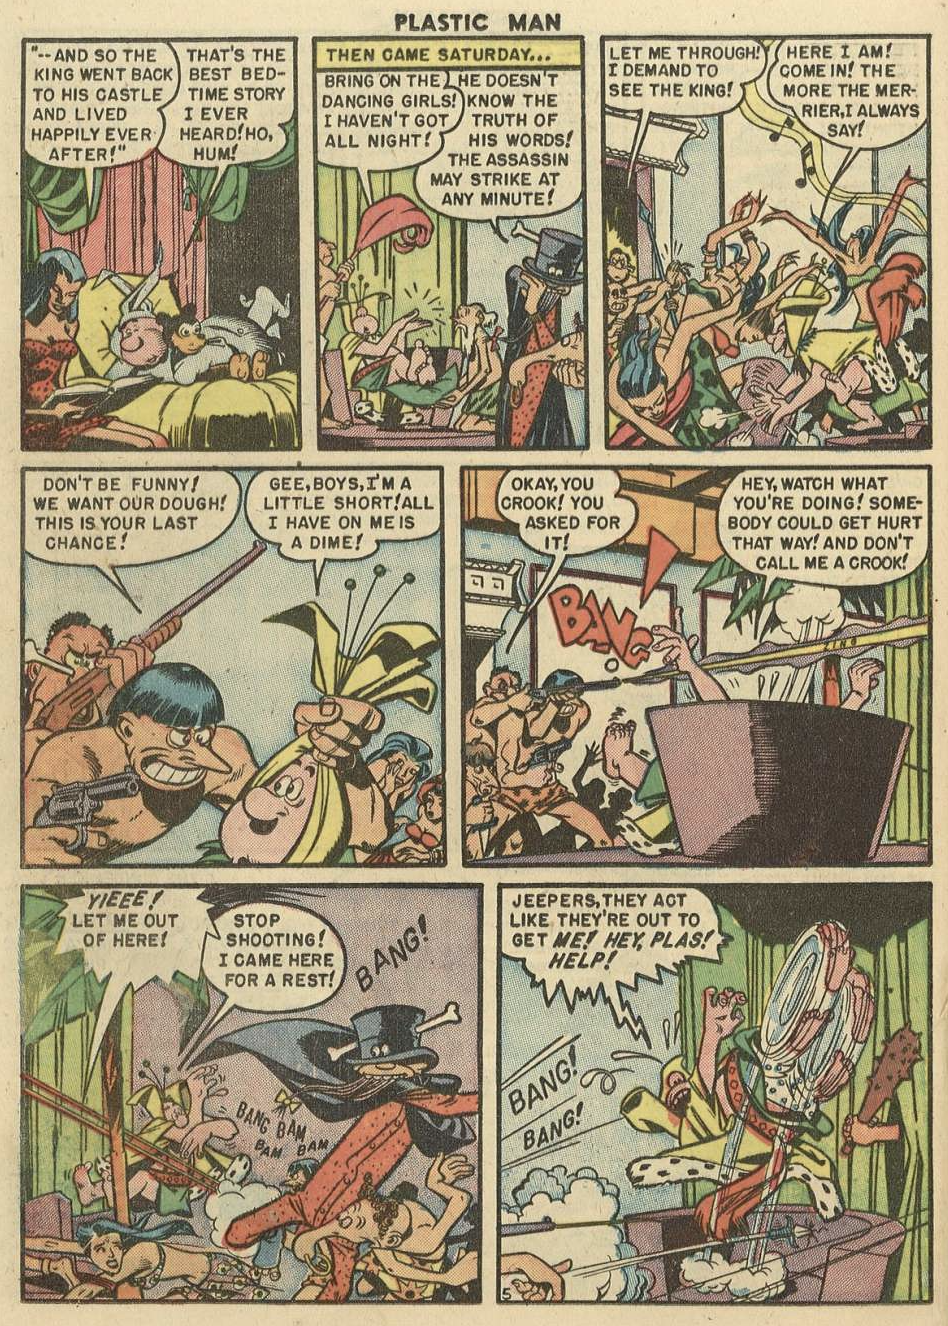 PLASTIC MAN
"--AND SO THE
KING WENT BACK
TO HIS CASTLE
AND LIVED
HAPPILY EVER
AFTER!"
THAT'S THE
BEST BED-
TIME STORY
I EVER
HEARD! HO,
HUM!
THEN CAME SATURDAY...
BRING ON THE
DANCING GIRLS!
I HAVEN'T GOT
ALL NIGHT!
HE DOESN'T
KNOW THE
TRUTH OF
HIS WORDS!
THE ASSASSIN
MAY STRIKE AT
ANY MINUTE!
LET ME THROUGH!
I DEMAND TO
SEE THE KING!
HERE I AM!
COME IN! THE
MORE THE MER-
RIER, I ALWAYS
SAY!
DON'T BE FUNNY!
WE WANT OUR DOUGH!
THIS IS YOUR LAST
CHANCE!
GEE, BOYS, I'M A
LITTLE SHORT! ALL
I HAVE ON ME IS
A DIME!
OKAY, YOU
CROOK! YOU
ASKED FOR
IT!
HEY, WATCH WHAT
YOU'RE DOING! SOME-
BODY COULD GET HURT
THAT WAY! AND DON'T
CALL ME A CROOK!
BANG!
ZING
YIEEE!
LET ME OUT
OF HERE!
STOP
SHOOTING!
I CAME HERE
FOR A REST!
BANG!
BANG BAM
BAM BAM
JEEPERS, THEY ACT
LIKE THEY'RE OUT TO
GET ME! HEY, PLAS!
HELP!
BANG!
BANG!
5